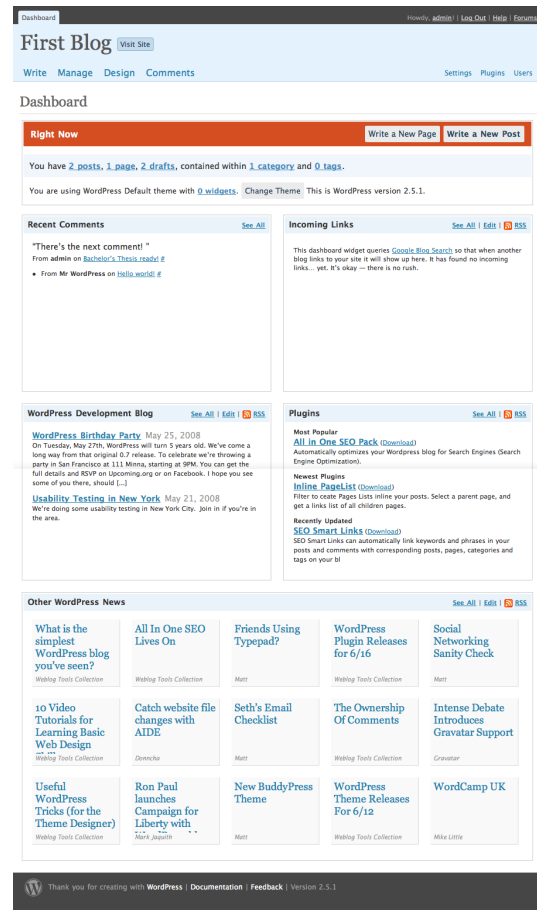 Dashboard
Howdy, admin! | Log Out | Help | Forums
First Blog Visit Site
Write Manage Design Comments
Settings Plugins Users
Dashboard
Right Now
Write a New Page Write a New Post
You have 2 posts, 1 page, 2 drafts, contained within 1 category and 0 tags.
You are using WordPress Default theme with 0 widgets. Change Theme This is WordPress version 2.5.1.
Recent Comments See All
"There's the next comment! "
From admin on Bachelor's Thesis ready! #
• From Mr WordPress on Hello world! #
Incoming Links See All | Edit | RSS
This dashboard widget queries Google Blog Search so that when another
blog links to your site it will show up here. It has found no incoming
links... yet. It's okay — there is no rush.
WordPress Development Blog See All | Edit | RSS
WordPress Birthday Party May 25, 2008
On Tuesday, May 27th, WordPress will turn 5 years old. We've come a
long way from that original 0.7 release. To celebrate we're throwing a
party in San Francisco at 111 Minna, starting at 9PM. You can get the
full details and RSVP on Upcoming.org or on Facebook. I hope you see
some of you there, should [...]
Usability Testing in New York May 21, 2008
We're doing some usability testing in New York City. Join in if you're in
the area.
Plugins See All | RSS
Most Popular
All in One SEO Pack (Download)
Automatically optimizes your Wordpress blog for Search Engines (Search
Engine Optimization).
Newest Plugins
Inline PageList (Download)
Filter to ceate Pages Lists inline your posts. Select a parent page, and
get a links list of all children pages.
Recently Updated
SEO Smart Links (Download)
SEO Smart Links can automatically link keywords and phrases in your
posts and comments with corresponding posts, pages, categories and
tags on your bl
Other WordPress News See All | Edit | RSS
What is the
simplest
WordPress blog
you've seen?
Weblog Tools Collection
All In One SEO
Lives On
Weblog Tools Collection
Friends Using
Typepad?
Matt
WordPress
Plugin Releases
for 6/16
Weblog Tools Collection
Social
Networking
Sanity Check
Matt
10 Video
Tutorials for
Learning Basic
Web Design
Weblog Tools Collection
Catch website file
changes with
AIDE
Donncha
Seth's Email
Checklist
Matt
The Ownership
Of Comments
Weblog Tools Collection
Intense Debate
Introduces
Gravatar Support
Gravatar
Useful
WordPress
Tricks (for the
Theme Designer)
Weblog Tools Collection
Ron Paul
launches
Campaign for
Liberty with
Mark Jaquith
New BuddyPress
Theme
Matt
WordPress
Theme Releases
For 6/12
Weblog Tools Collection
WordCamp UK
Mike Little
Thank you for creating with WordPress | Documentation | Feedback | Version 2.5.1